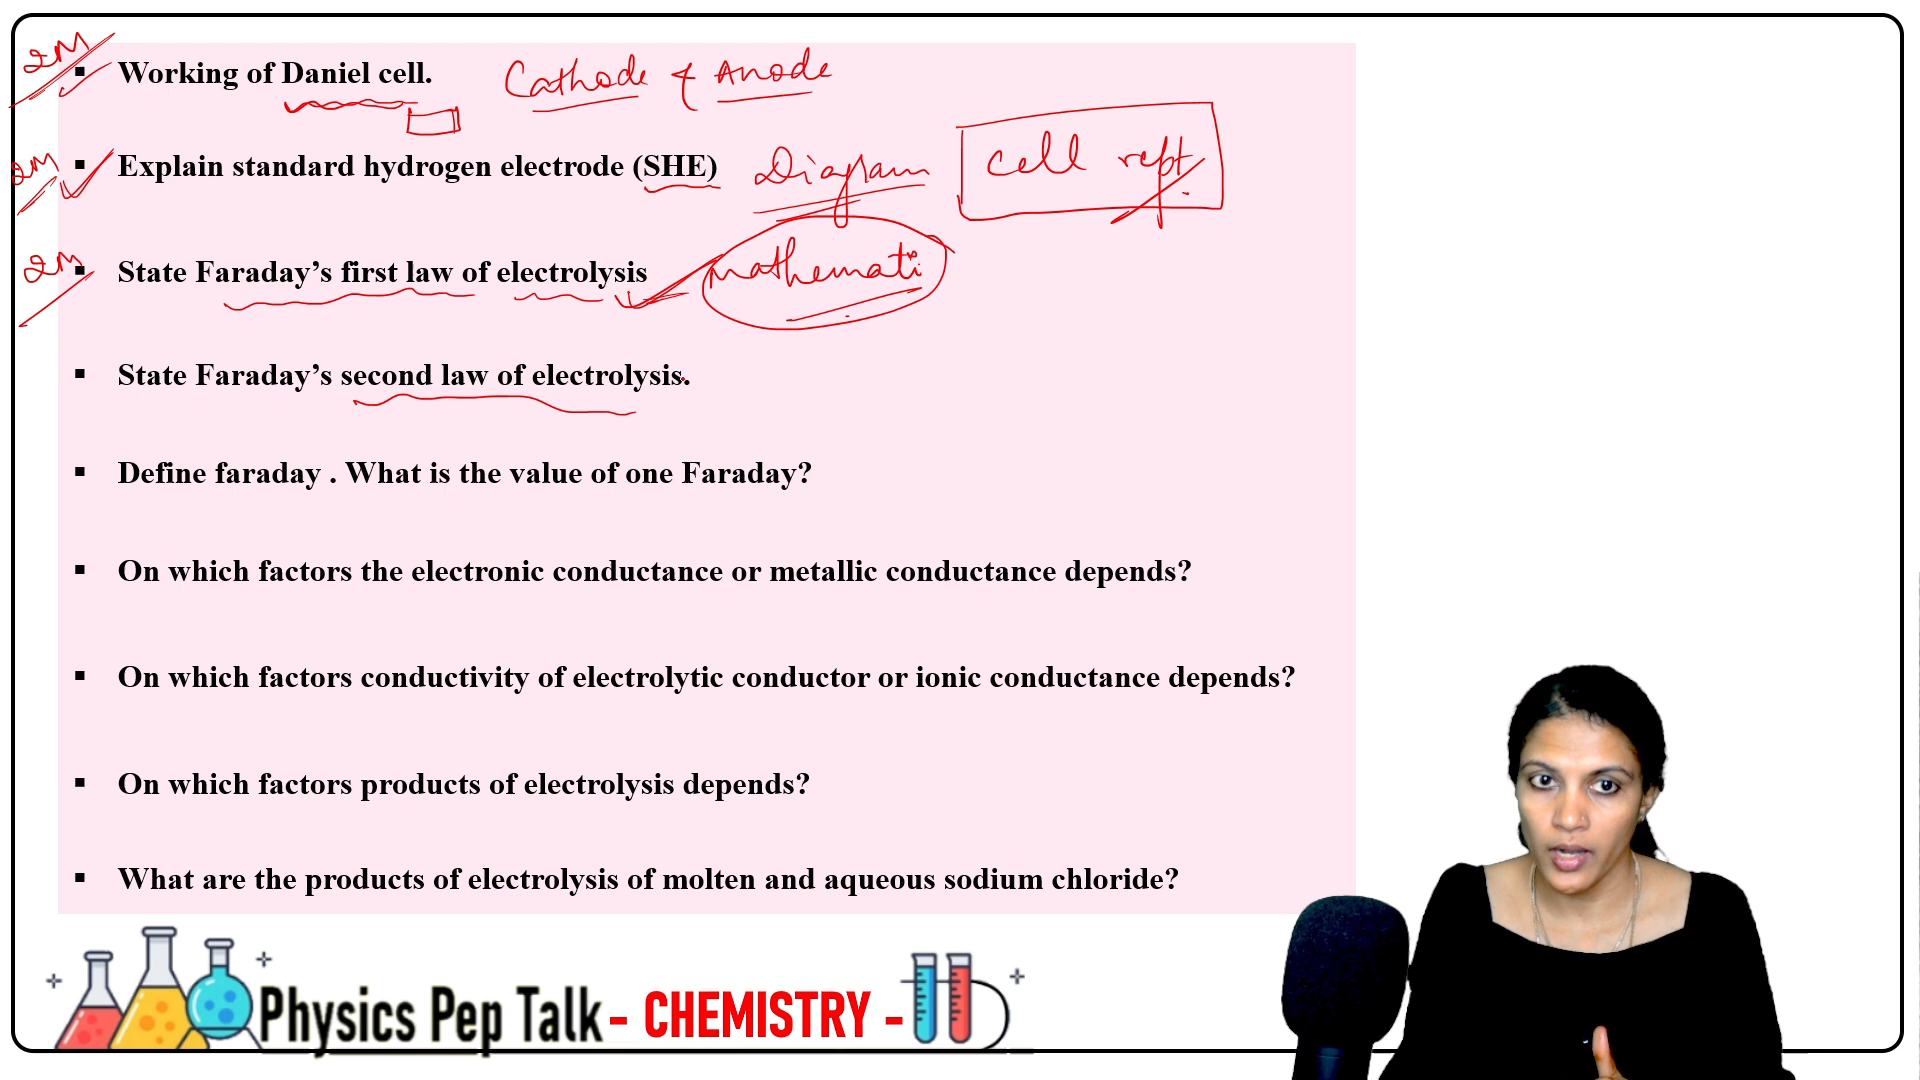 2M
▪ Working of Daniel cell. Cathode & Anode
2M
▪ Explain standard hydrogen electrode (SHE) Diagram cell rept.
2M
▪ State Faraday’s first law of electrolysis mathemati
▪ State Faraday’s second law of electrolysis.
▪ Define faraday . What is the value of one Faraday?
▪ On which factors the electronic conductance or metallic conductance depends?
▪ On which factors conductivity of electrolytic conductor or ionic conductance depends?
▪ On which factors products of electrolysis depends?
▪ What are the products of electrolysis of molten and aqueous sodium chloride?
Physics Pep Talk - CHEMISTRY -